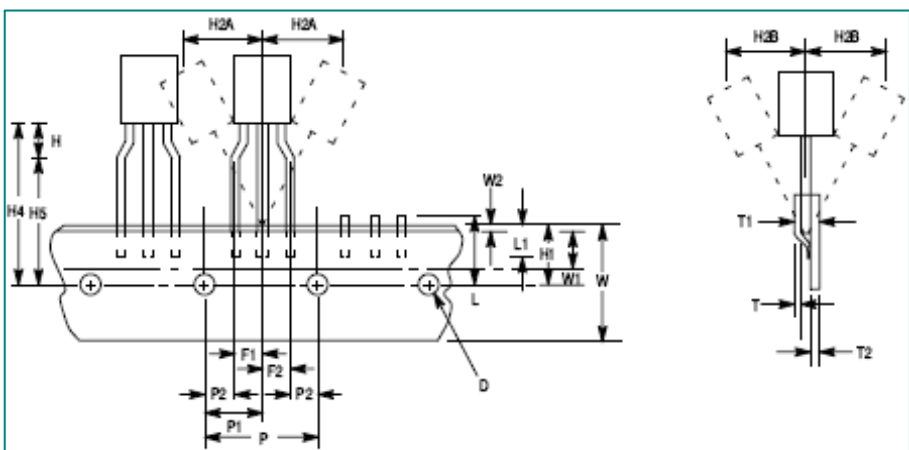 H2A H2A H2B H2B
H
W2
H4 H5
L1
H1
T1
W1
W
L
T
F1
F2
T2
P2 P2
D
P1
P